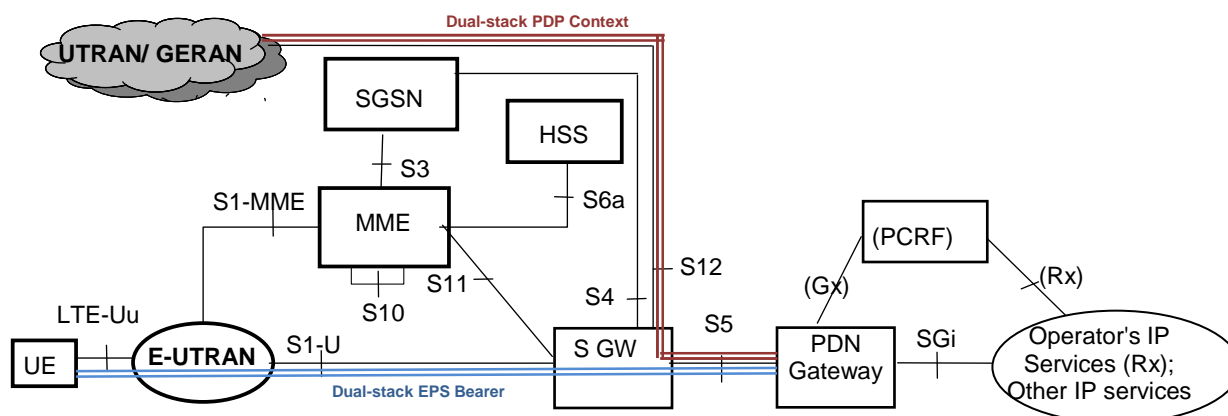 Dual-stack PDP Context
UTRAN/ GERAN
SGSN
HSS
S3
S6a
S1-MME
MME
(PCRF)
S12
S11
S10
S4
(Gx)
(Rx)
LTE-Uu
S5
S1-U
E-UTRAN
UE
S GW
PDN
Gateway
SGi
Operator's IP
Services (Rx);
Other IP services
Dual-stack EPS Bearer